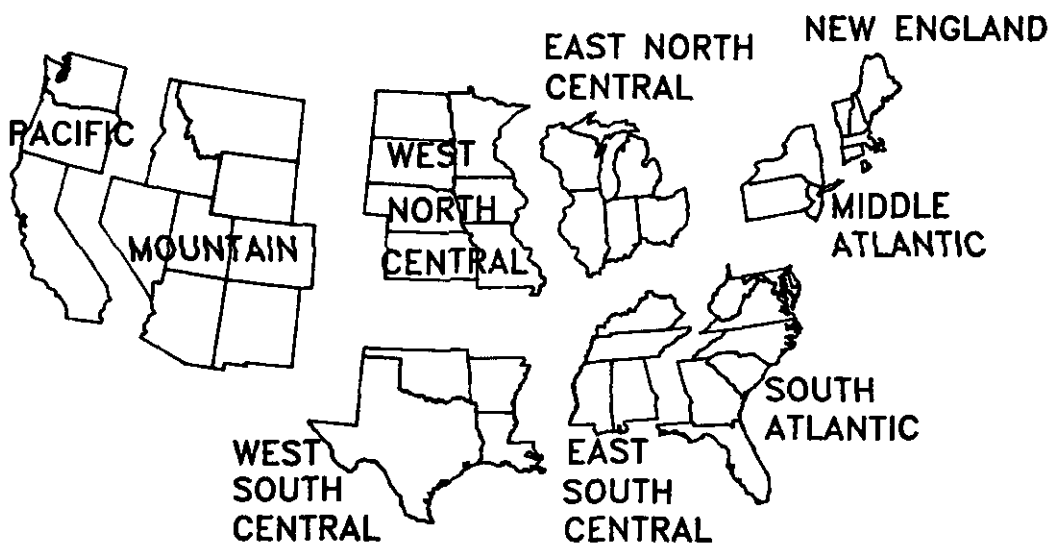 NEW ENGLAND
EAST NORTH
CENTRAL
PACIFIC
WEST
NORTH
CENTRAL
MOUNTAIN
MIDDLE
ATLANTIC
SOUTH
ATLANTIC
WEST
SOUTH
CENTRAL
EAST
SOUTH
CENTRAL